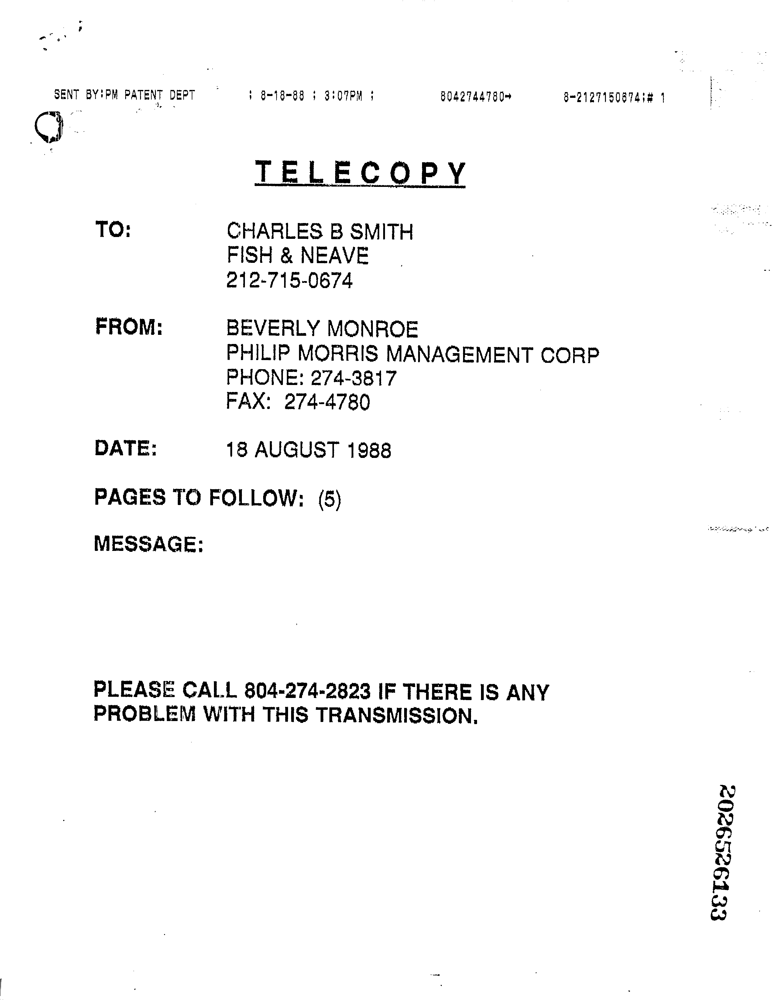 SENT BY:PM PATENT DEPT ; 8-18-88 ; 3:07PM ; 8042744780→ 8-2127150674;# 1
TELECOPY
TO: CHARLES B SMITH
FISH & NEAVE
212-715-0674
FROM: BEVERLY MONROE
PHILIP MORRIS MANAGEMENT CORP
PHONE: 274-3817
FAX: 274-4780
DATE: 18 AUGUST 1988
PAGES TO FOLLOW: (5)
MESSAGE:
PLEASE CALL 804-274-2823 IF THERE IS ANY
PROBLEM WITH THIS TRANSMISSION.
2026526133